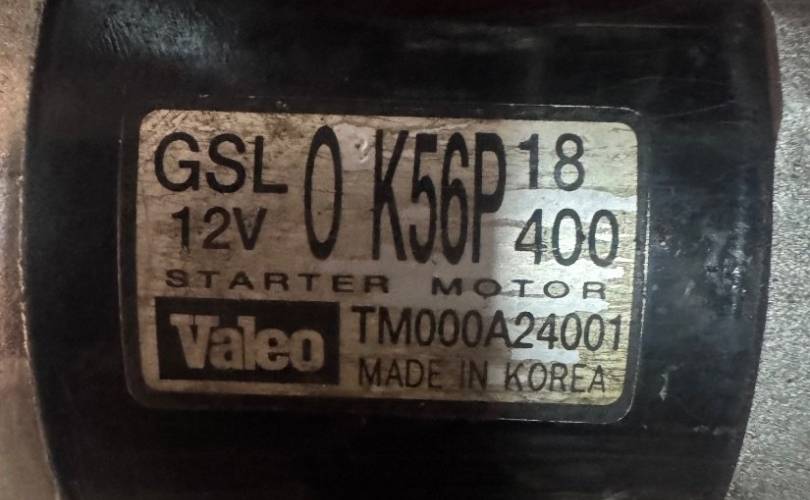 GSL 0 K56P 18
12V 400
STARTER MOTOR
Valeo TM000A24001
MADE IN KOREA